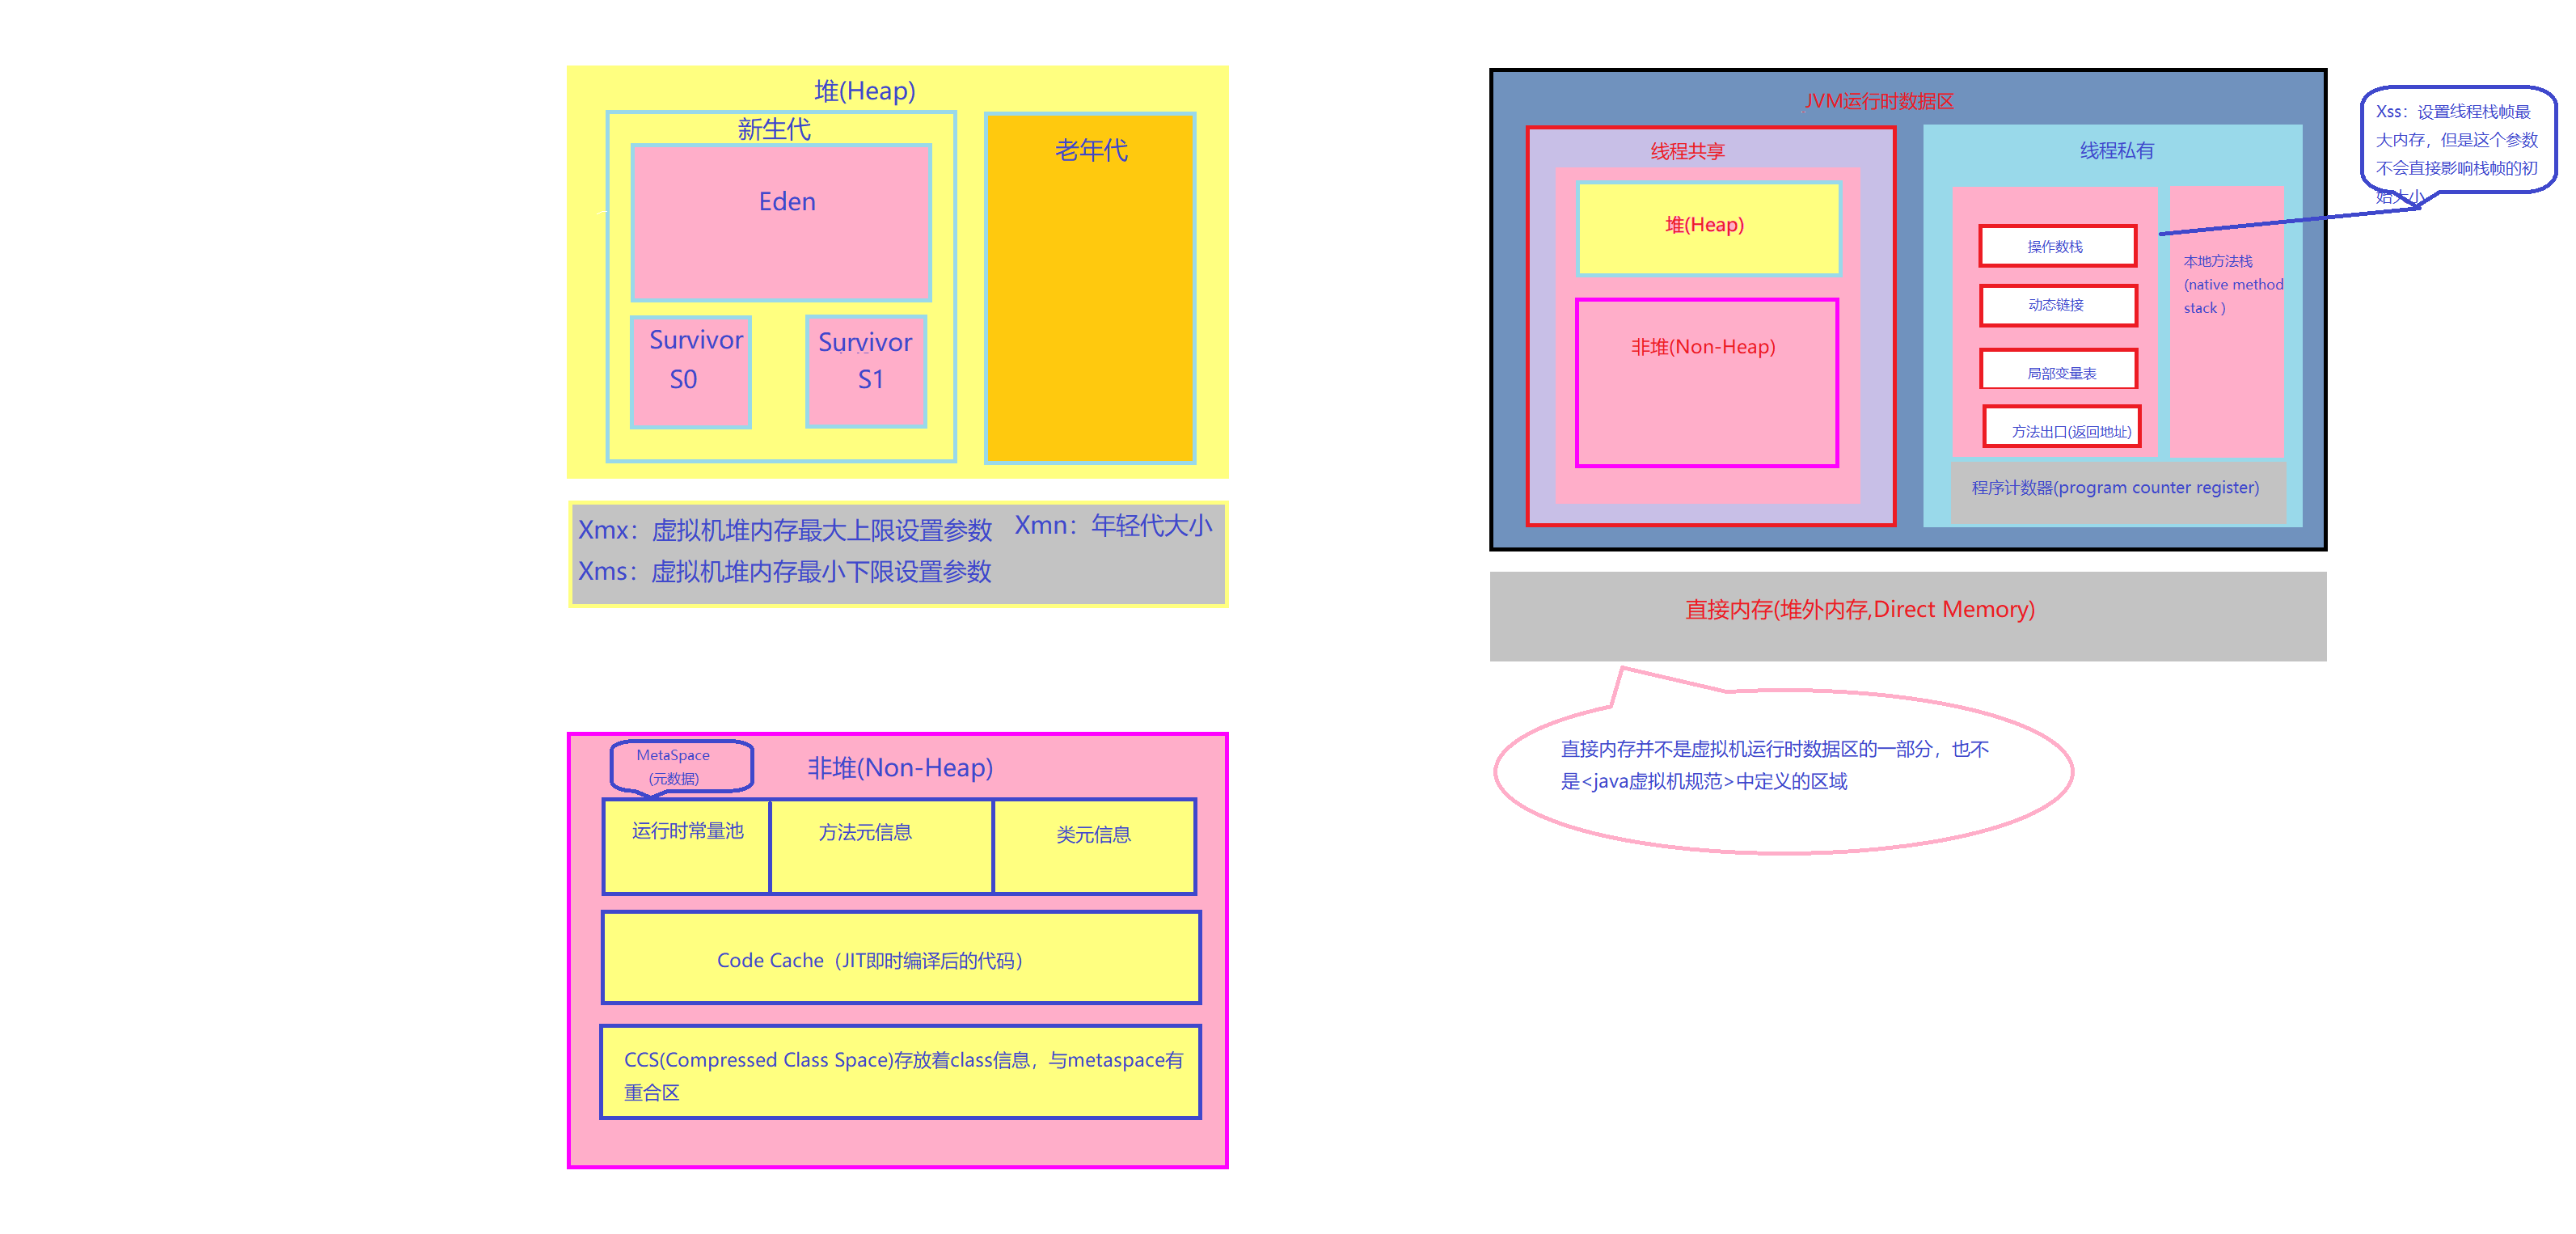 堆(Heap)
新生代
Eden
Survivor
S0
Survivor
S1
老年代
Xmx：虚拟机堆内存最大上限设置参数
Xmn：年轻代大小
Xms：虚拟机堆内存最小下限设置参数
非堆(Non-Heap)
MetaSpace
(元数据)
运行时常量池
方法元信息
类元信息
Code Cache（JIT即时编译后的代码）
CCS(Compressed Class Space)存放着class信息，与metaspace有
重合区
JVM运行时数据区
线程共享
堆(Heap)
非堆(Non-Heap)
线程私有
操作数栈
动态链接
局部变量表
方法出口(返回地址)
本地方法栈
(native method
stack )
程序计数器(program counter register)
Xss：设置线程栈帧最
大内存，但是这个参数
不会直接影响栈帧的初
始大小
直接内存(堆外内存,Direct Memory)
直接内存并不是虚拟机运行时数据区的一部分，也不
是<java虚拟机规范>中定义的区域